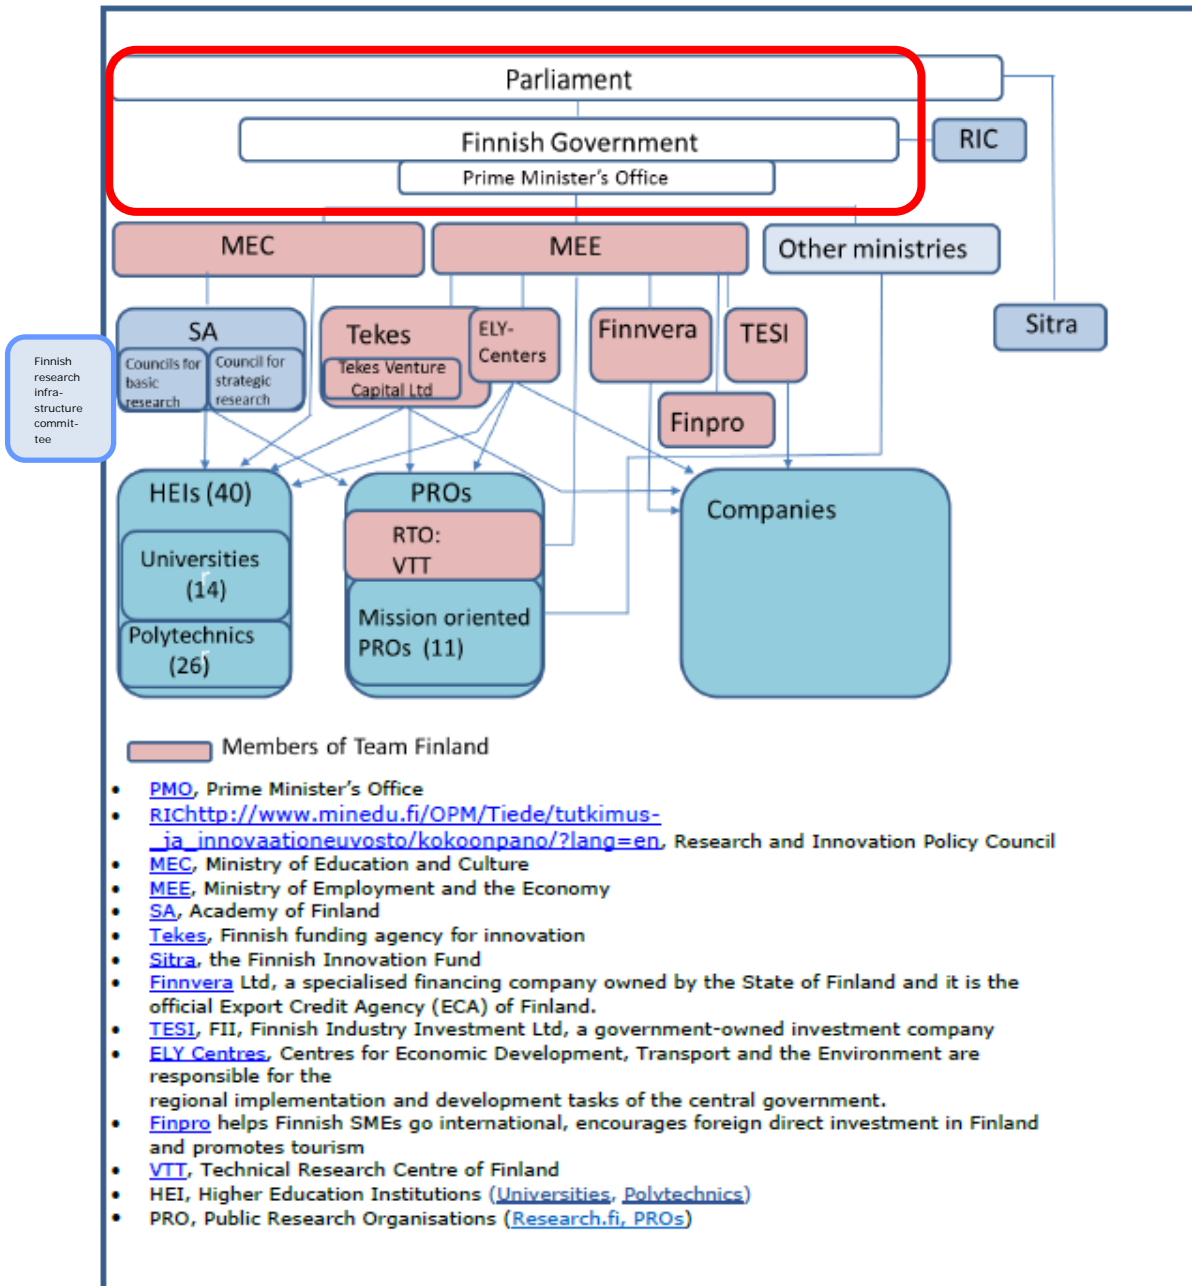 Parliament
Finnish Government
RIC
Prime Minister's Office
MEC
MEE
Other ministries
Sitra
SA
Councils for
basic
research
Council for
strategic
research
Tekes
Tekes Venture
Capital Ltd
ELY-
Centers
Finnvera
TESI
Finpro
Finnish
research
infra-
structure
commit-
tee
HEIs (40)
Universities
(14)
Polytechnics
(26)
PROs
RTO:
VTT
Mission oriented
PROs (11)
Companies
Members of Team Finland
• PMO, Prime Minister's Office
• RIChttp://www.minedu.fi/OPM/Tiede/tutkimus-
_ja_innovaationeuvosto/kokoonpano/?lang=en, Research and Innovation Policy Council
• MEC, Ministry of Education and Culture
• MEE, Ministry of Employment and the Economy
• SA, Academy of Finland
• Tekes, Finnish funding agency for innovation
• Sitra, the Finnish Innovation Fund
• Finnvera Ltd, a specialised financing company owned by the State of Finland and it is the
official Export Credit Agency (ECA) of Finland.
• TESI, FII, Finnish Industry Investment Ltd, a government-owned investment company
• ELY Centres, Centres for Economic Development, Transport and the Environment are
responsible for the
regional implementation and development tasks of the central government.
• Finpro helps Finnish SMEs go international, encourages foreign direct investment in Finland
and promotes tourism
• VTT, Technical Research Centre of Finland
• HEI, Higher Education Institutions (Universities, Polytechnics)
• PRO, Public Research Organisations (Research.fi, PROs)